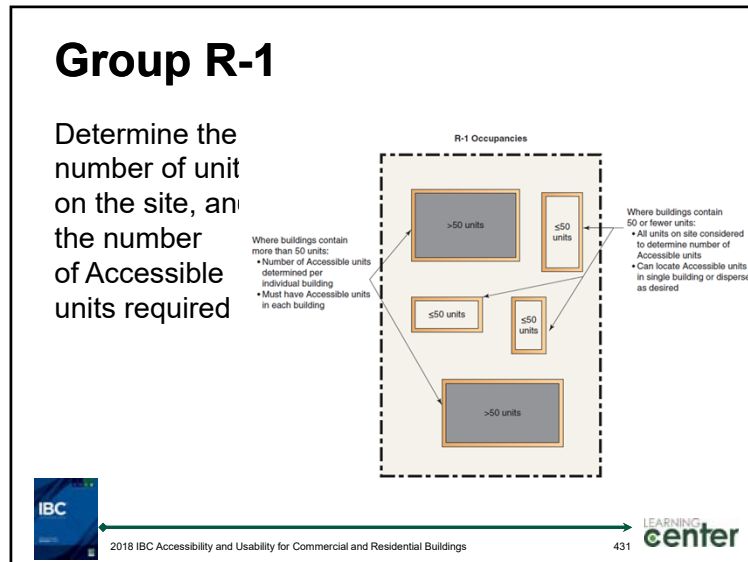 Group R-1
Determine the
number of unit
on the site, an
the number
of Accessible
units required
R-1 Occupancies
Where buildings contain
more than 50 units:
• Number of Accessible units
determined per
individual building
• Must have Accessible units
in each building
>50 units
≤50
units
≤50 units
≤50
units
>50 units
Where buildings contain
50 or fewer units:
• All units on site considered
to determine number of
Accessible units
• Can locate Accessible units
in single building or disperse
as desired
IBC
2018 IBC Accessibility and Usability for Commercial and Residential Buildings
431
LEARNING
center